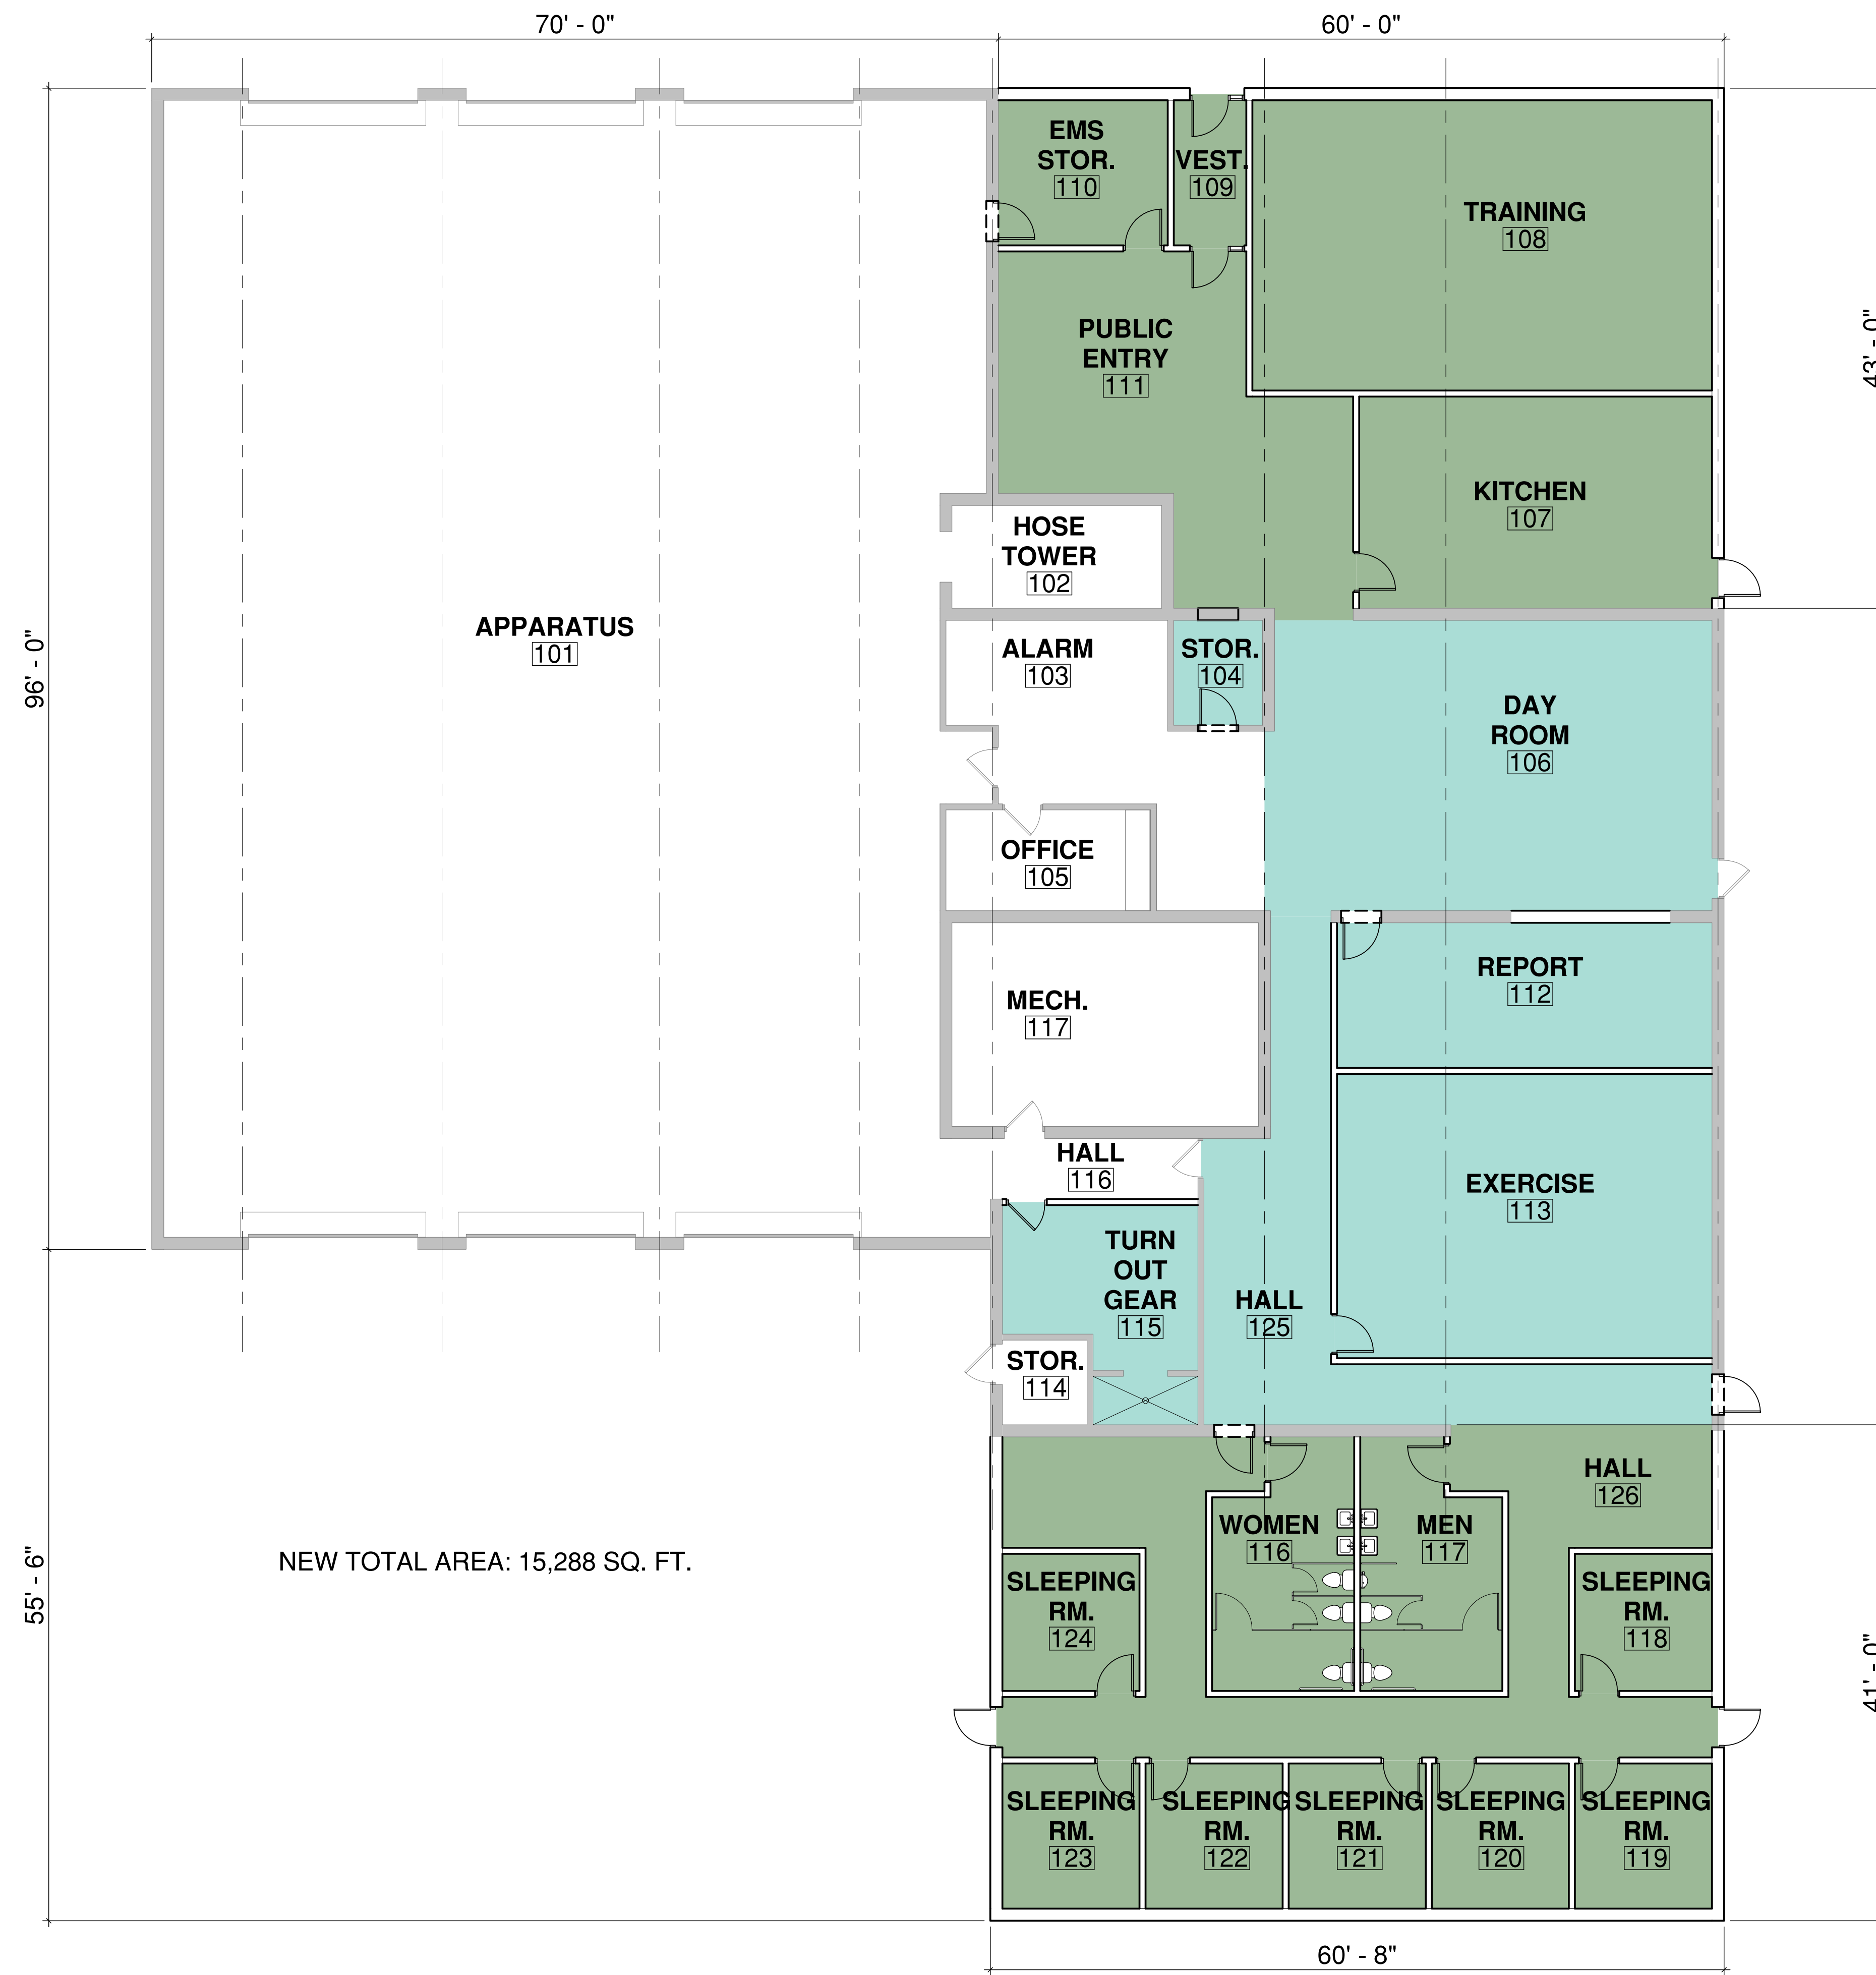 70' - 0"
60' - 0"
EMS
STOR.
110
VEST.
109
TRAINING
108
43' - 0"
PUBLIC
ENTRY
111
KITCHEN
107
HOSE
TOWER
102
APPARATUS
101
96' - 0"
ALARM
103
STOR.
104
DAY
ROOM
106
OFFICE
105
REPORT
112
MECH.
117
HALL
116
EXERCISE
113
TURN
OUT
GEAR
115
HALL
125
STOR.
114
HALL
126
WOMEN
116
MEN
117
NEW TOTAL AREA: 15,288 SQ. FT.
55' - 6"
SLEEPING
RM.
124
SLEEPING
RM.
118
41' - 0"
SLEEPING
RM.
123
SLEEPING
RM.
122
SLEEPING
RM.
121
SLEEPING
RM.
120
SLEEPING
RM.
119
60' - 8"